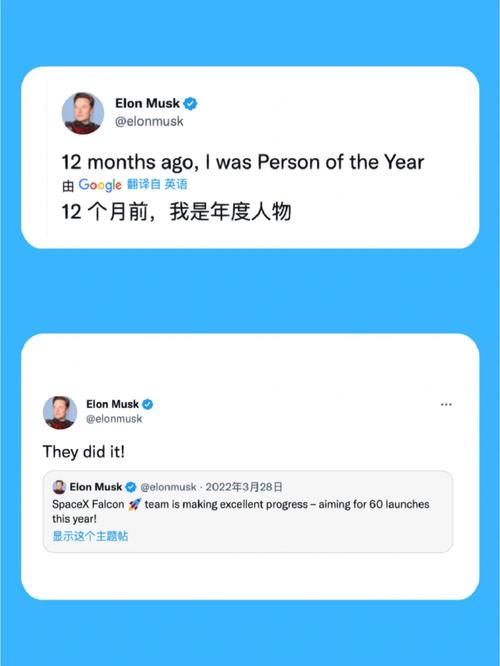 Elon Musk
@elonmusk
12 months ago, I was Person of the Year
由 Google 翻译自 英语
12 个月前，我是年度人物
Elon Musk
@elonmusk
They did it!
Elon Musk @elonmusk · 2022年3月28日
SpaceX Falcon 🚀 team is making excellent progress – aiming for 60 launches
this year!
显示这个主题帖